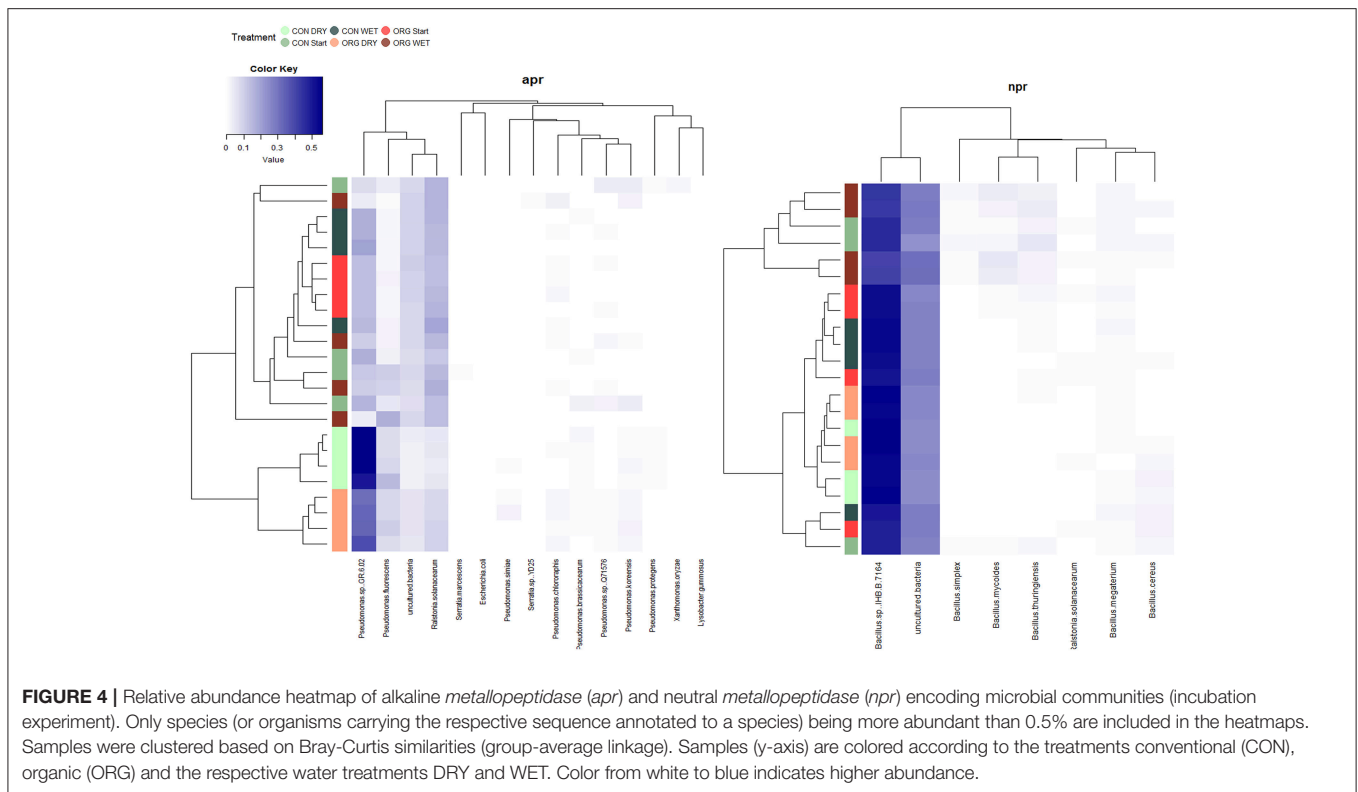 Treatment
CON DRY CON WET ORG Start
CON Start ORG DRY ORG WET
Color Key
0 0.1 0.3 0.5
Value
apr
npr
Pseudomonas.sp..CR.6.02
Pseudomonas.fluorescens
uncultured.bacteria
Ralstonia.solanacearum
Serratia.marcescens
Escherichia.coli
Pseudomonas.simiae
Serratia.sp..YD25
Pseudomonas.chlororaphis
Pseudomonas.brassicacearum
Pseudomonas.sp..Q71576
Pseudomonas.koreensis
Pseudomonas.protegens
Xanthomonas.oryzae
Lysobacter.gummosus
Bacillus.sp..IHB.B.7164
uncultured.bacteria
Bacillus.simplex
Bacillus.mycoides
Bacillus.thuringiensis
Ralstonia.solanacearum
Bacillus.megaterium
Bacillus.cereus
FIGURE 4 | Relative abundance heatmap of alkaline metallopeptidase (apr) and neutral metallopeptidase (npr) encoding microbial communities (incubation
experiment). Only species (or organisms carrying the respective sequence annotated to a species) being more abundant than 0.5% are included in the heatmaps.
Samples were clustered based on Bray-Curtis similarities (group-average linkage). Samples (y-axis) are colored according to the treatments conventional (CON),
organic (ORG) and the respective water treatments DRY and WET. Color from white to blue indicates higher abundance.